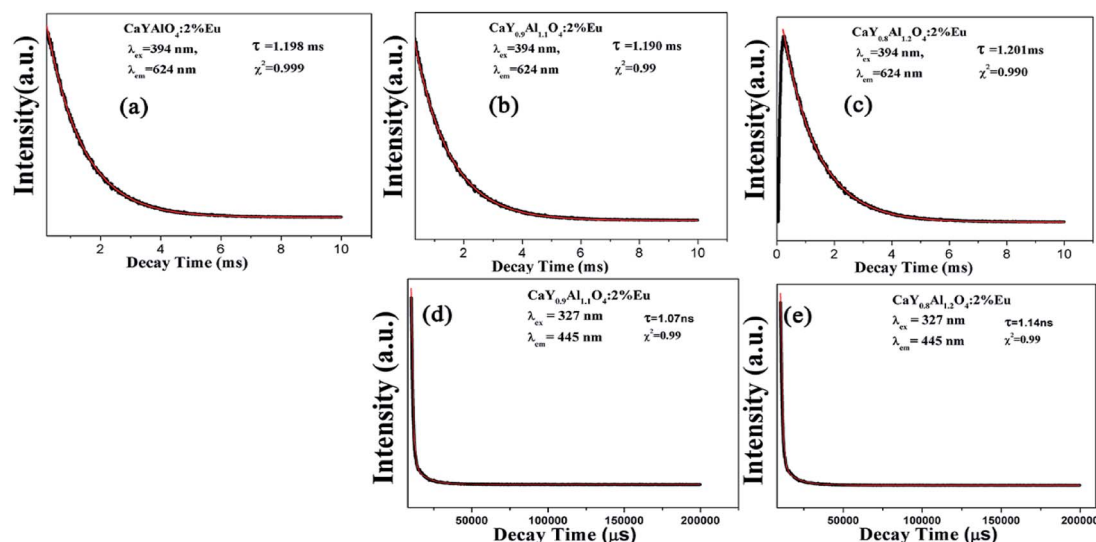 CaYAlO₄:2%Eu
λₑₓ=394 nm, τ =1.198 ms
λₑₘ=624 nm χ²=0.999
(a)
Intensity(a.u.)
2 4 6 8 10
Decay Time (ms)
CaY₀.₉Al₁.₁O₄:2%Eu
λₑₓ=394 nm, τ =1.190 ms
λₑₘ=624 nm χ²=0.99
(b)
Intensity(a.u.)
2 4 6 8 10
Decay Time (ms)
CaY₀.₈Al₁.₂O₄:2%Eu
λₑₓ=394 nm, τ =1.201ms
λₑₘ=624 nm χ²=0.990
(c)
Intensity(a.u.)
0 2 4 6 8 10
Decay Time (ms)
(d)
CaY₀.₉Al₁.₁O₄:2%Eu
λₑₓ = 327 nm τ=1.07ns
λₑₘ= 445 nm χ²=0.99
Intensity (a.u.)
50000 100000 150000 200000
Decay Time (μs)
(e)
CaY₀.₈Al₁.₂O₄:2%Eu
λₑₓ = 327 nm τ=1.14ns
λₑₘ= 445 nm χ²=0.99
Intensity (a.u.)
50000 100000 150000 200000
Decay Time (μs)